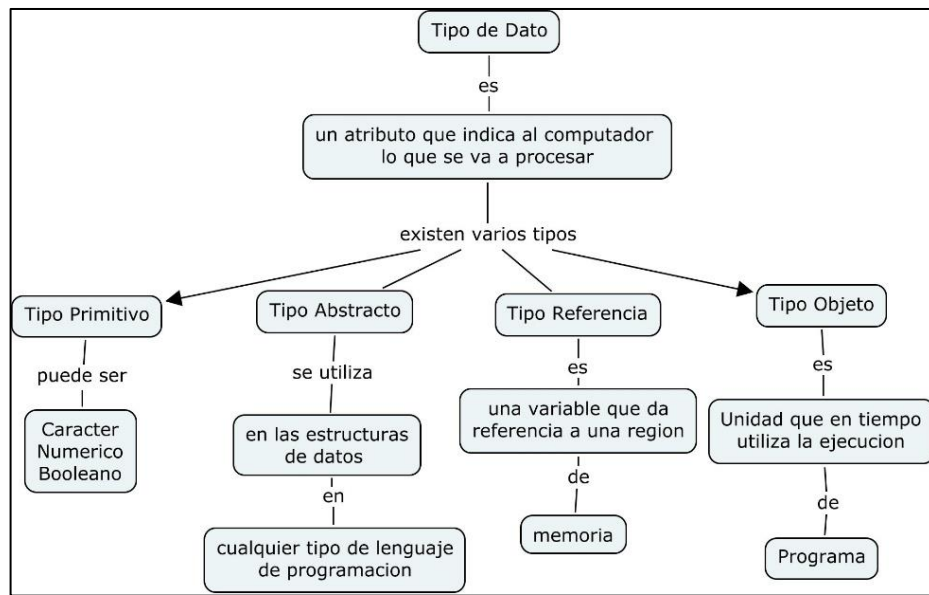 Tipo de Dato
es
un atributo que indica al computador
lo que se va a procesar
existen varios tipos
Tipo Primitivo
puede ser
Caracter
Numerico
Booleano
Tipo Abstracto
se utiliza
en las estructuras
de datos
en
cualquier tipo de lenguaje
de programacion
Tipo Referencia
es
una variable que da
referencia a una region
de
memoria
Tipo Objeto
es
Unidad que en tiempo
utiliza la ejecucion
de
Programa